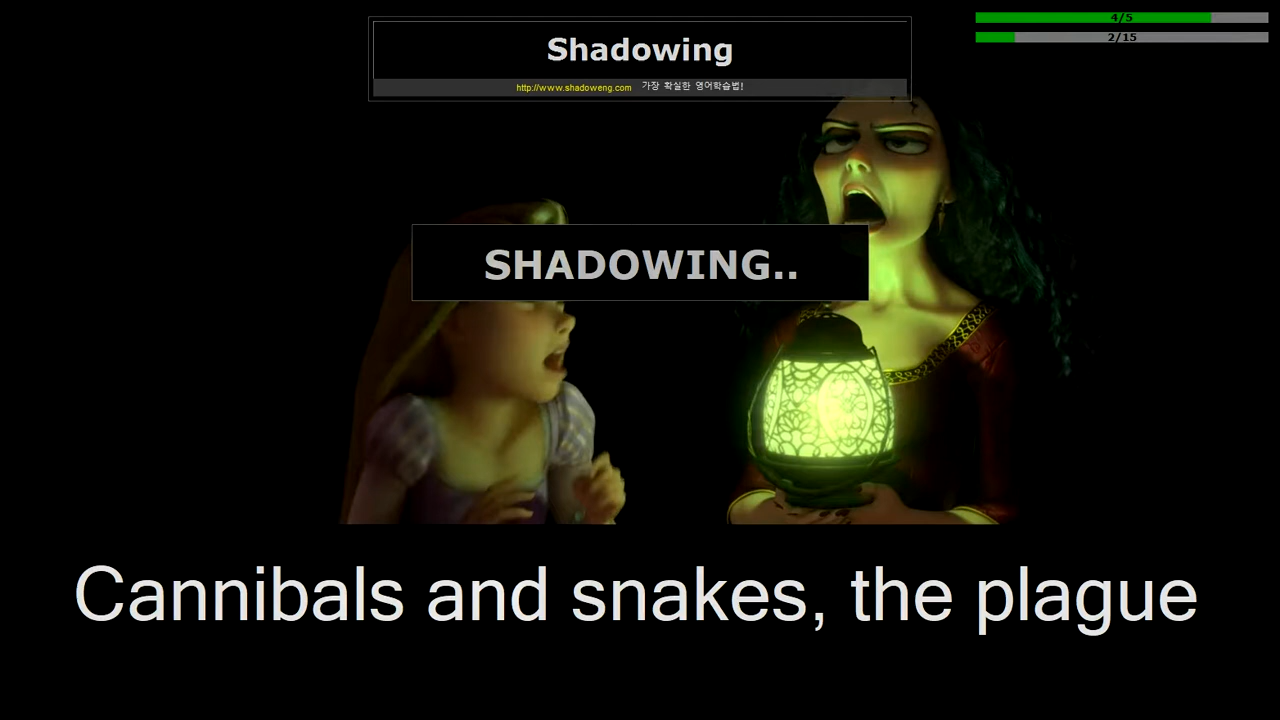 4/5
2/15
Shadowing
http://www.shadoweng.com 가장 확실한 영어학습법!
SHADOWING..
Cannibals and snakes, the plague